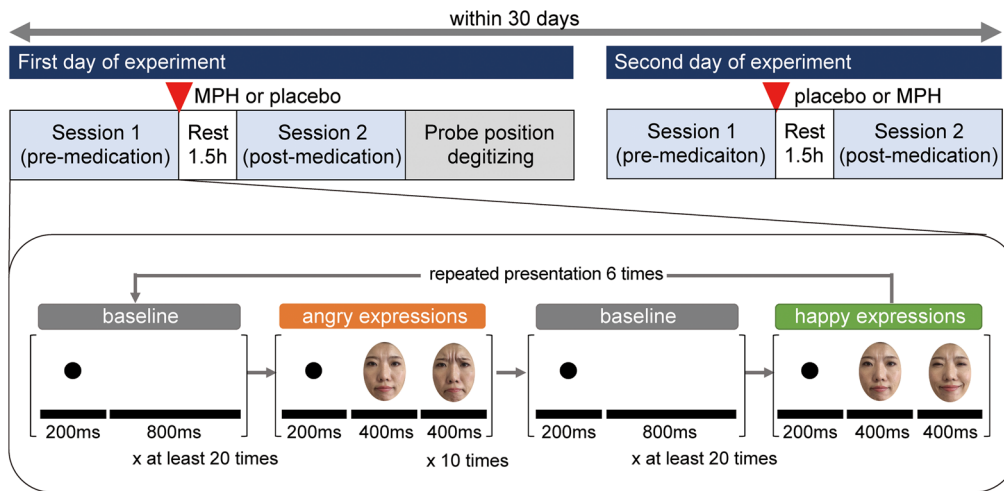 within 30 days
First day of experiment
Second day of experiment
MPH or placebo
placebo or MPH
Session 1
(pre-medication)
Rest
1.5h
Session 2
(post-medication)
Probe position
degitizing
Session 1
(pre-medicaiton)
Rest
1.5h
Session 2
(post-medication)
repeated presentation 6 times
baseline
angry expressions
baseline
happy expressions
200ms
800ms
200ms
400ms
400ms
200ms
800ms
200ms
400ms
400ms
x at least 20 times
x 10 times
x at least 20 times